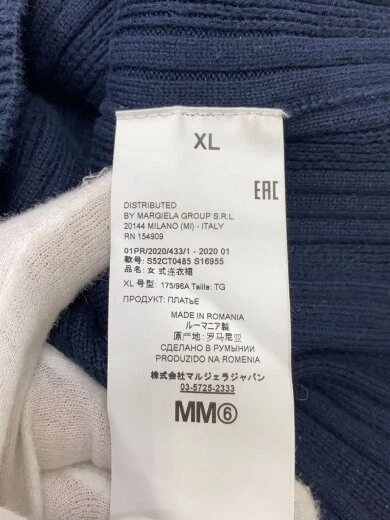 XL
EAC
DISTRIBUTED
BY MARGIELA GROUP S.R.L
20144 MILANO (MI) - ITALY
RN 154909
01PR/2020/433/1 - 2020 01
款号: S52CT0485 S16955
品名: 女 式连衣裙
XL 号型: 175/96A Taille: TG
ПРОДУКТ: ПЛАТЬЕ
MADE IN ROMANIA
ルーマニア製
原产地: 罗马尼亚
СДЕЛАНО В РУМЫНИИ
PRODUZIDO NA ROMENIA
株式会社マルジェラジャパン
03-5725-2333
MM⑥